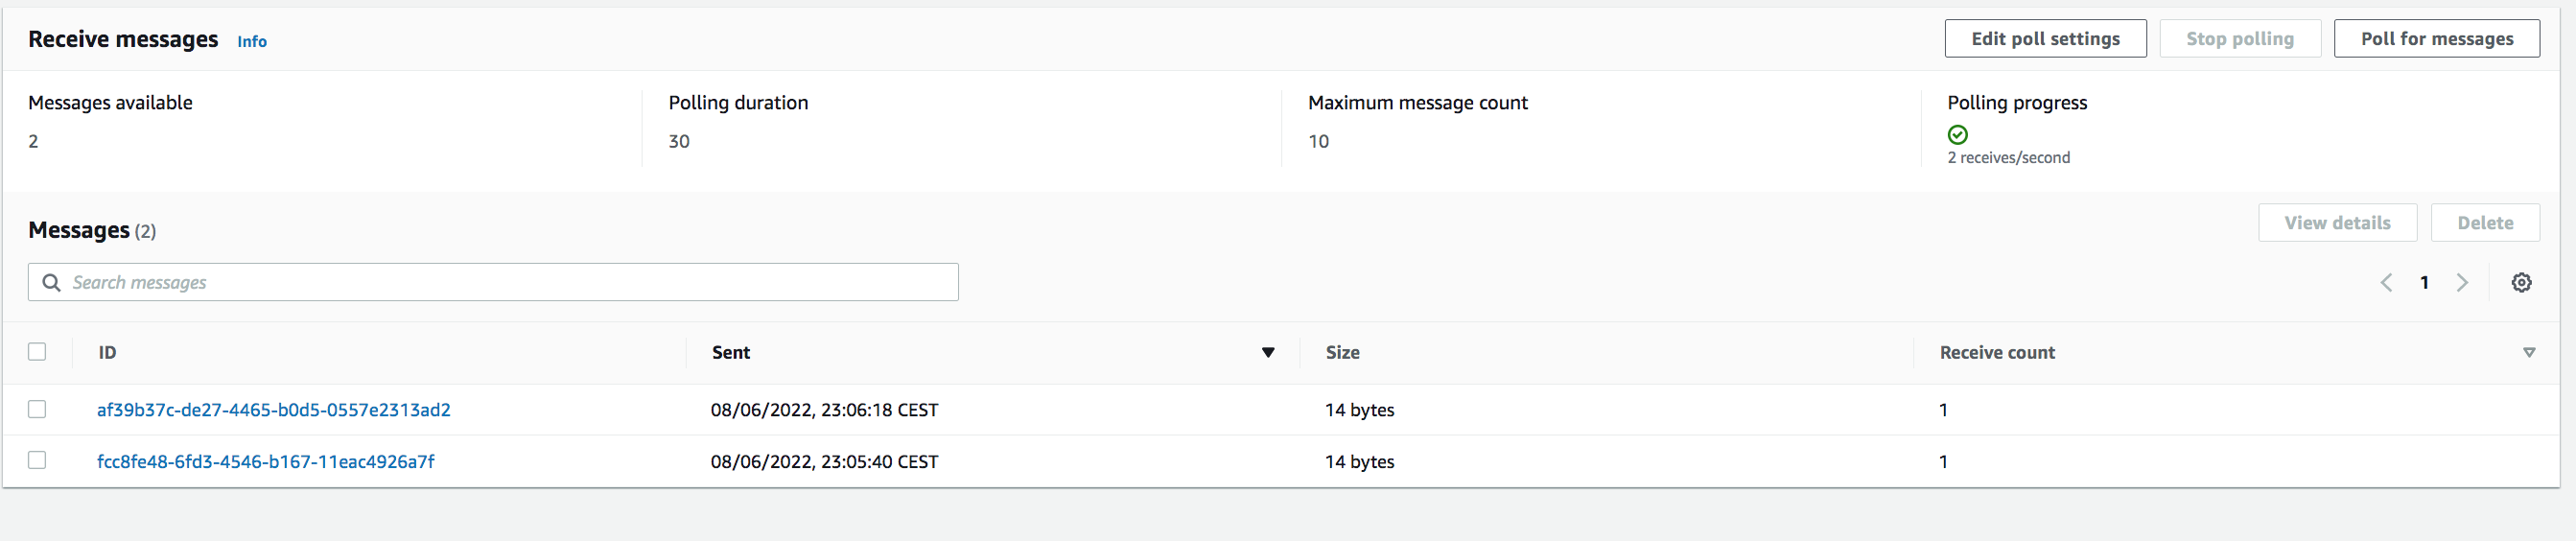 Receive messages Info Edit poll settings Stop polling Poll for messages
Messages available Polling duration Maximum message count Polling progress
2 30 10
2 receives/second
Messages (2) View details Delete
Search messages 1
ID Sent Size Receive count
af39b37c-de27-4465-b0d5-0557e2313ad2 08/06/2022, 23:06:18 CEST 14 bytes 1
fcc8fe48-6fd3-4546-b167-11eac4926a7f 08/06/2022, 23:05:40 CEST 14 bytes 1